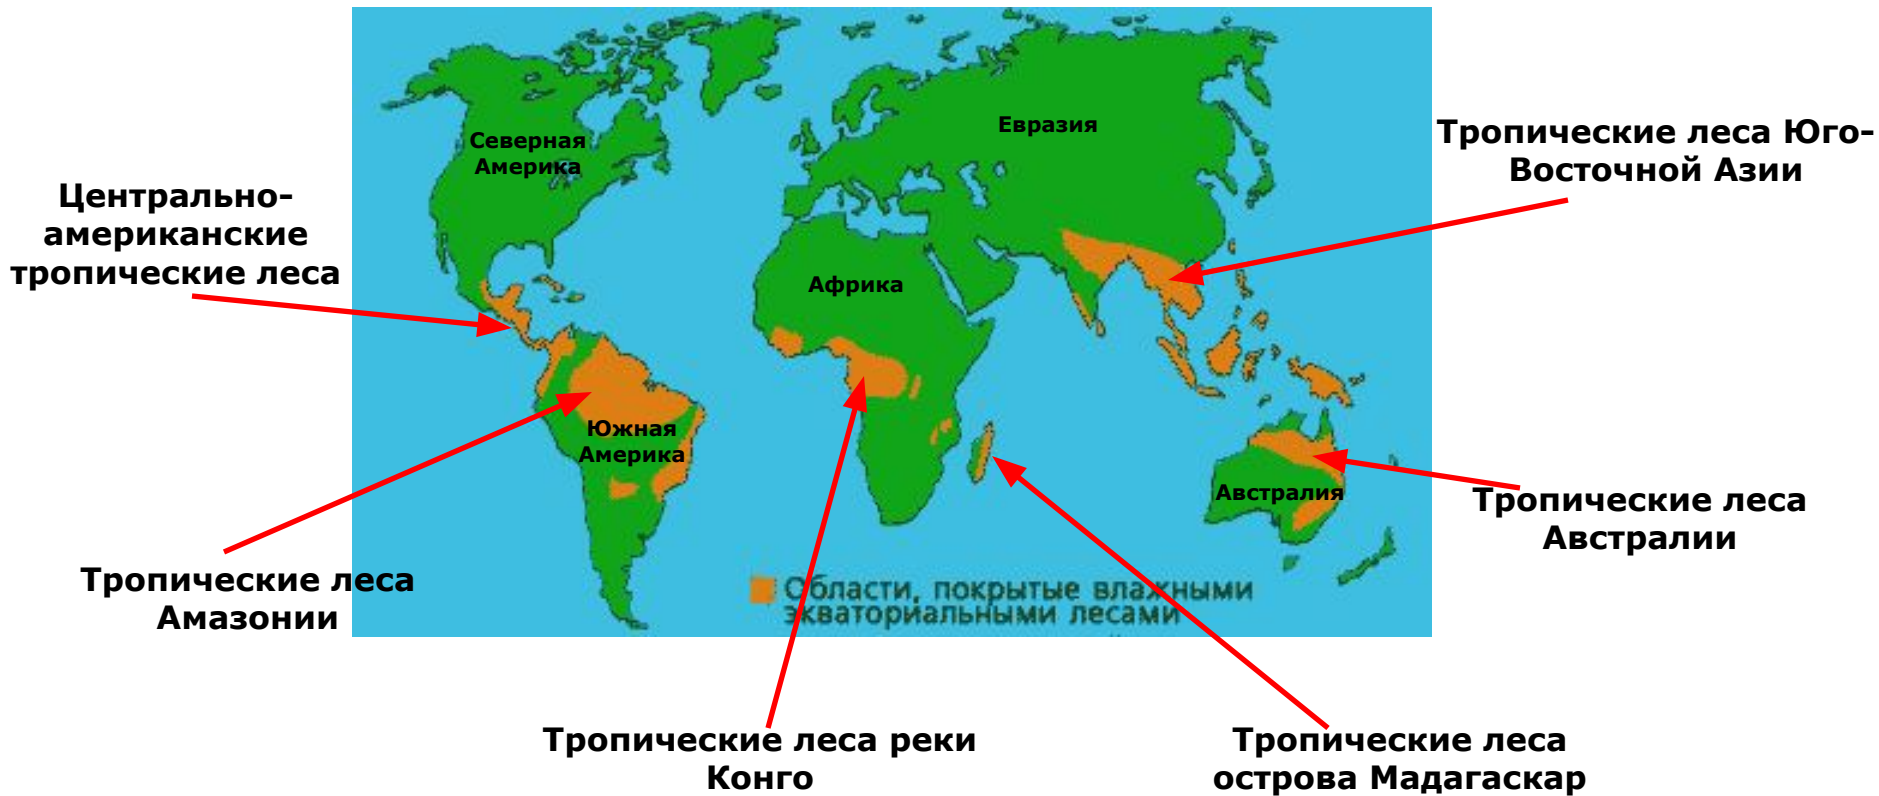 Северная
Америка
Евразия
Тропические леса Юго-
Восточной Азии
Центрально-
американские
тропические леса
Африка
Южная
Америка
Австралия
Тропические леса
Австралии
Тропические леса
Амазонии
Области, покрытые влажными
экваториальными лесами
Тропические леса реки
Конго
Тропические леса
острова Мадагаскар